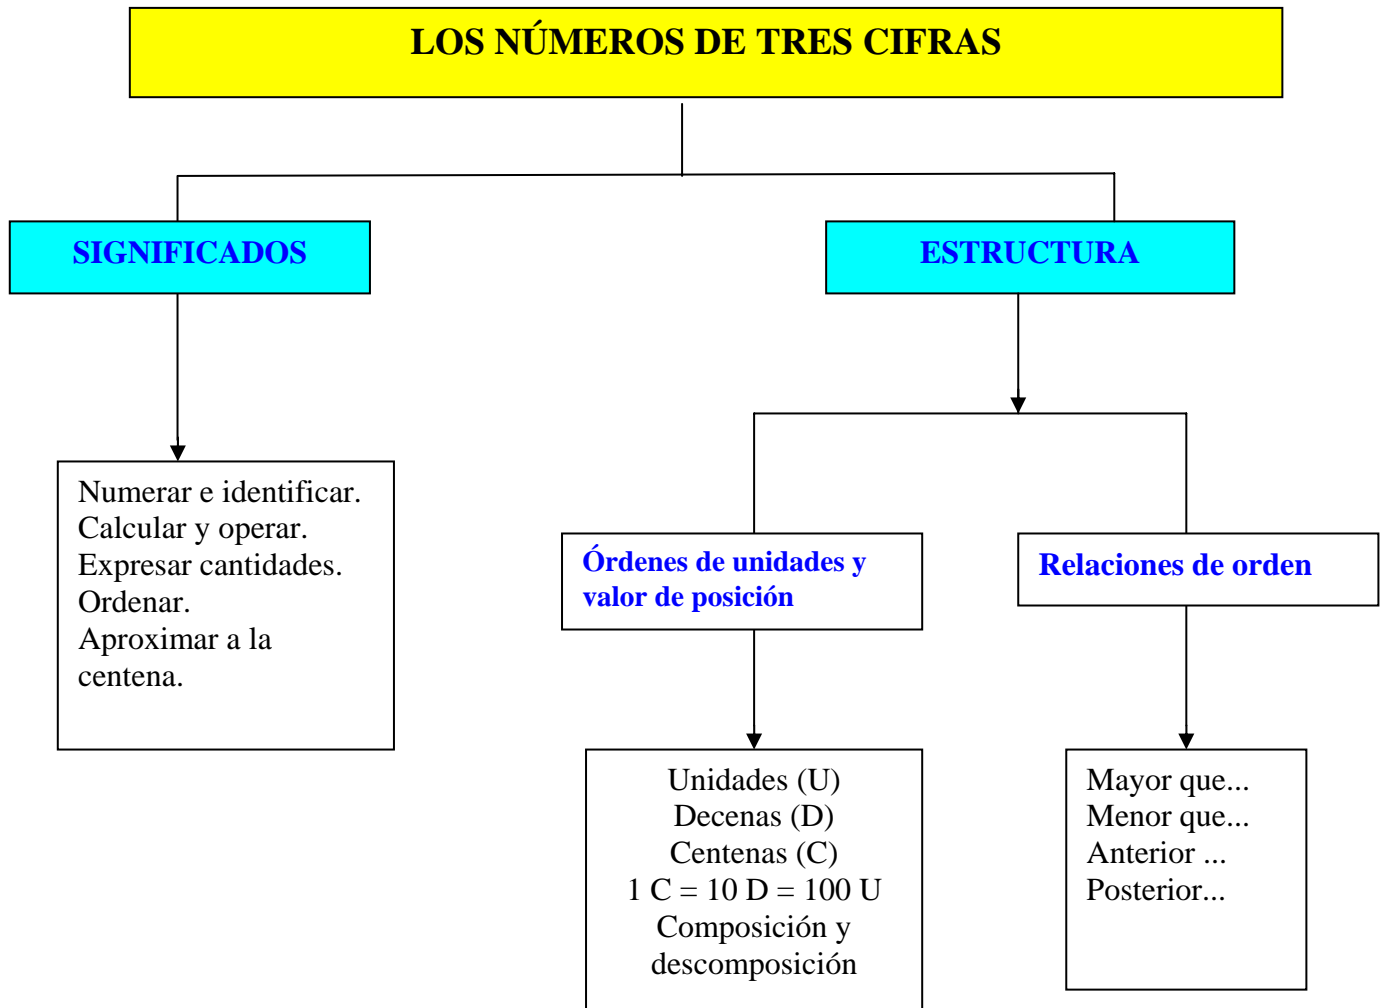 LOS NÚMEROS DE TRES CIFRAS
SIGNIFICADOS
ESTRUCTURA
Numerar e identificar.
Calcular y operar.
Expresar cantidades.
Ordenar.
Aproximar a la
centena.
Órdenes de unidades y
valor de posición
Relaciones de orden
Unidades (U)
Decenas (D)
Centenas (C)
1 C = 10 D = 100 U
Composición y
descomposición
Mayor que...
Menor que...
Anterior ...
Posterior...